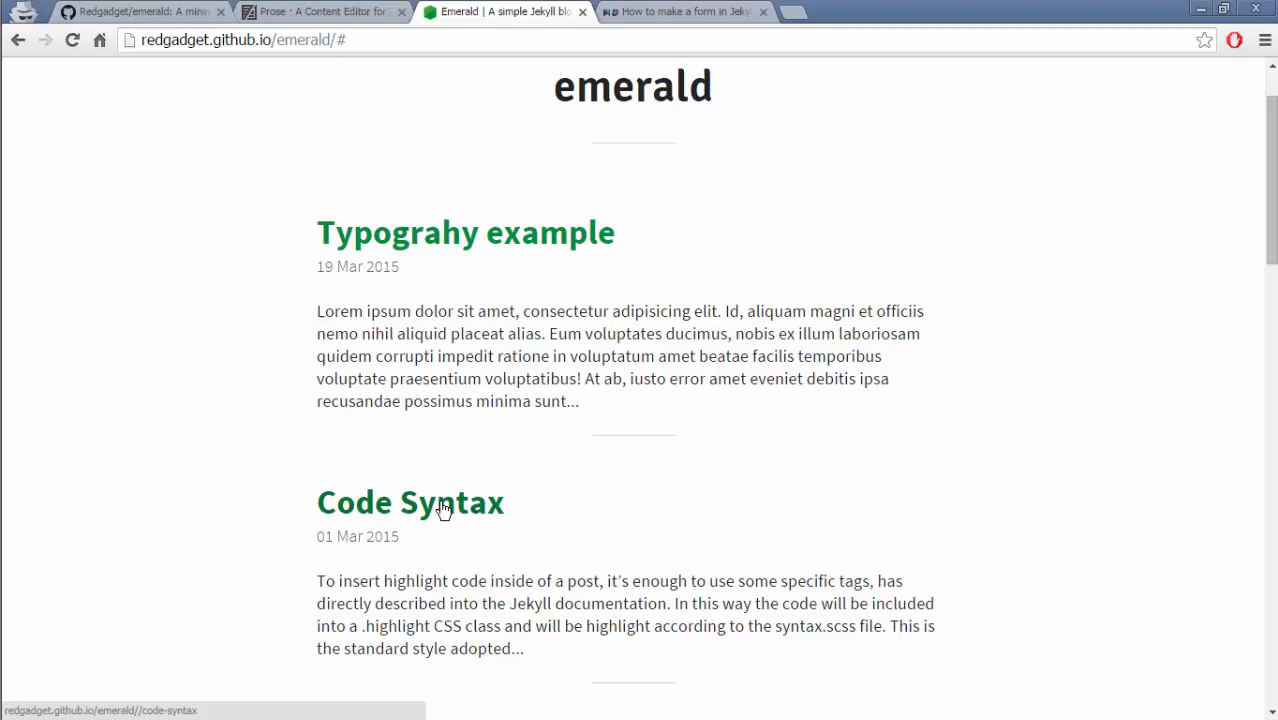 Redgadget/emerald: A minin
Prose · A Content Editor for
Emerald | A simple Jekyll blo
How to make a form in Jeky
redgadget.github.io/emerald/#
emerald
Typograhy example
19 Mar 2015
Lorem ipsum dolor sit amet, consectetur adipisicing elit. Id, aliquam magni et officiis
nemo nihil aliquid placeat alias. Eum voluptates ducimus, nobis ex illum laboriosam
quidem corrupti impedit ratione in voluptatum amet beatae facilis temporibus
voluptate praesentium voluptatibus! At ab, iusto error amet eveniet debitis ipsa
recusandae possimus minima sunt...
Code Syntax
01 Mar 2015
To insert highlight code inside of a post, it’s enough to use some specific tags, has
directly described into the Jekyll documentation. In this way the code will be included
into a .highlight CSS class and will be highlight according to the syntax.scss file. This is
the standard style adopted...
redgadget.github.io/emerald//code-syntax